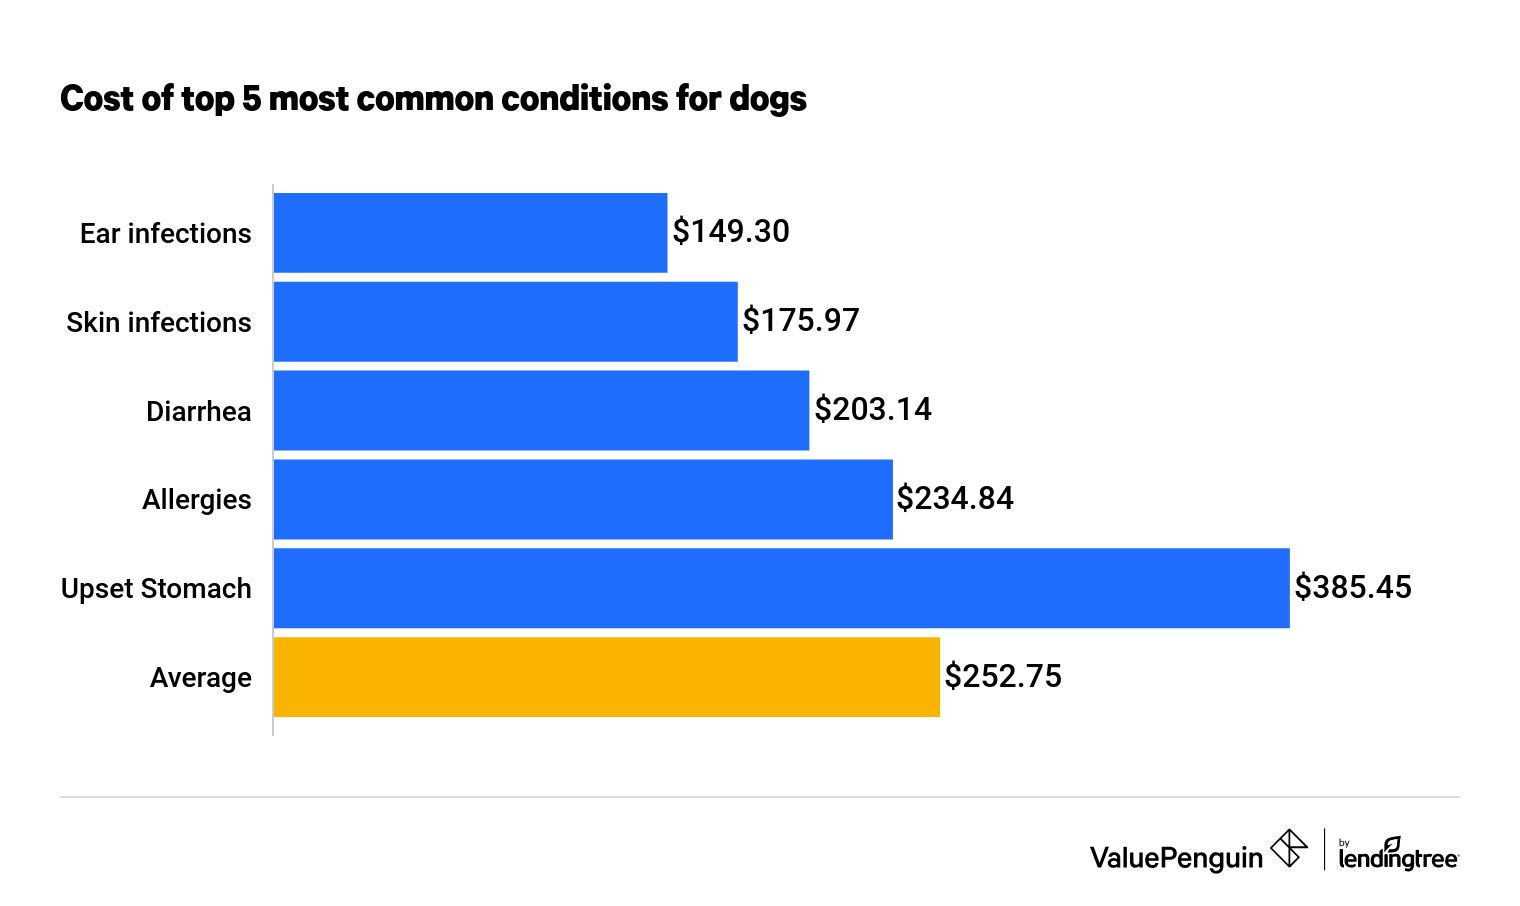 Cost of top 5 most common conditions for dogs
Ear infections $149.30
Skin infections $175.97
Diarrhea $203.14
Allergies $234.84
Upset Stomach $385.45
Average $252.75
ValuePenguin by lendingtree